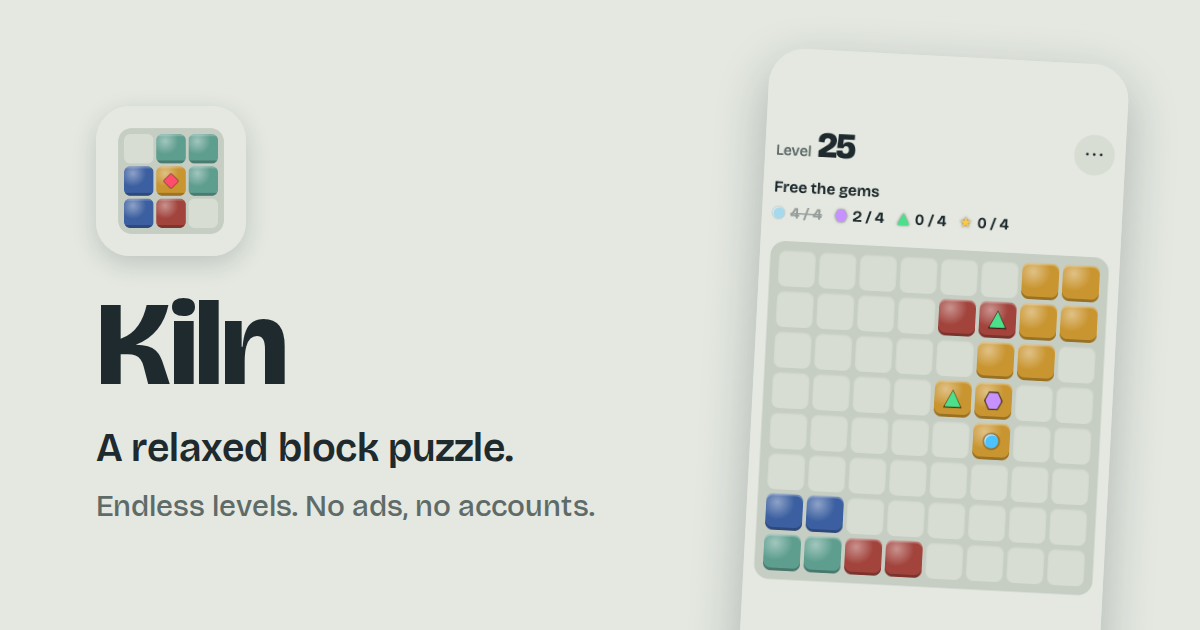 Kiln
A relaxed block puzzle.
Endless levels. No ads, no accounts.
Level 25
Free the gems
4 / 4 2 / 4 0 / 4 0 / 4